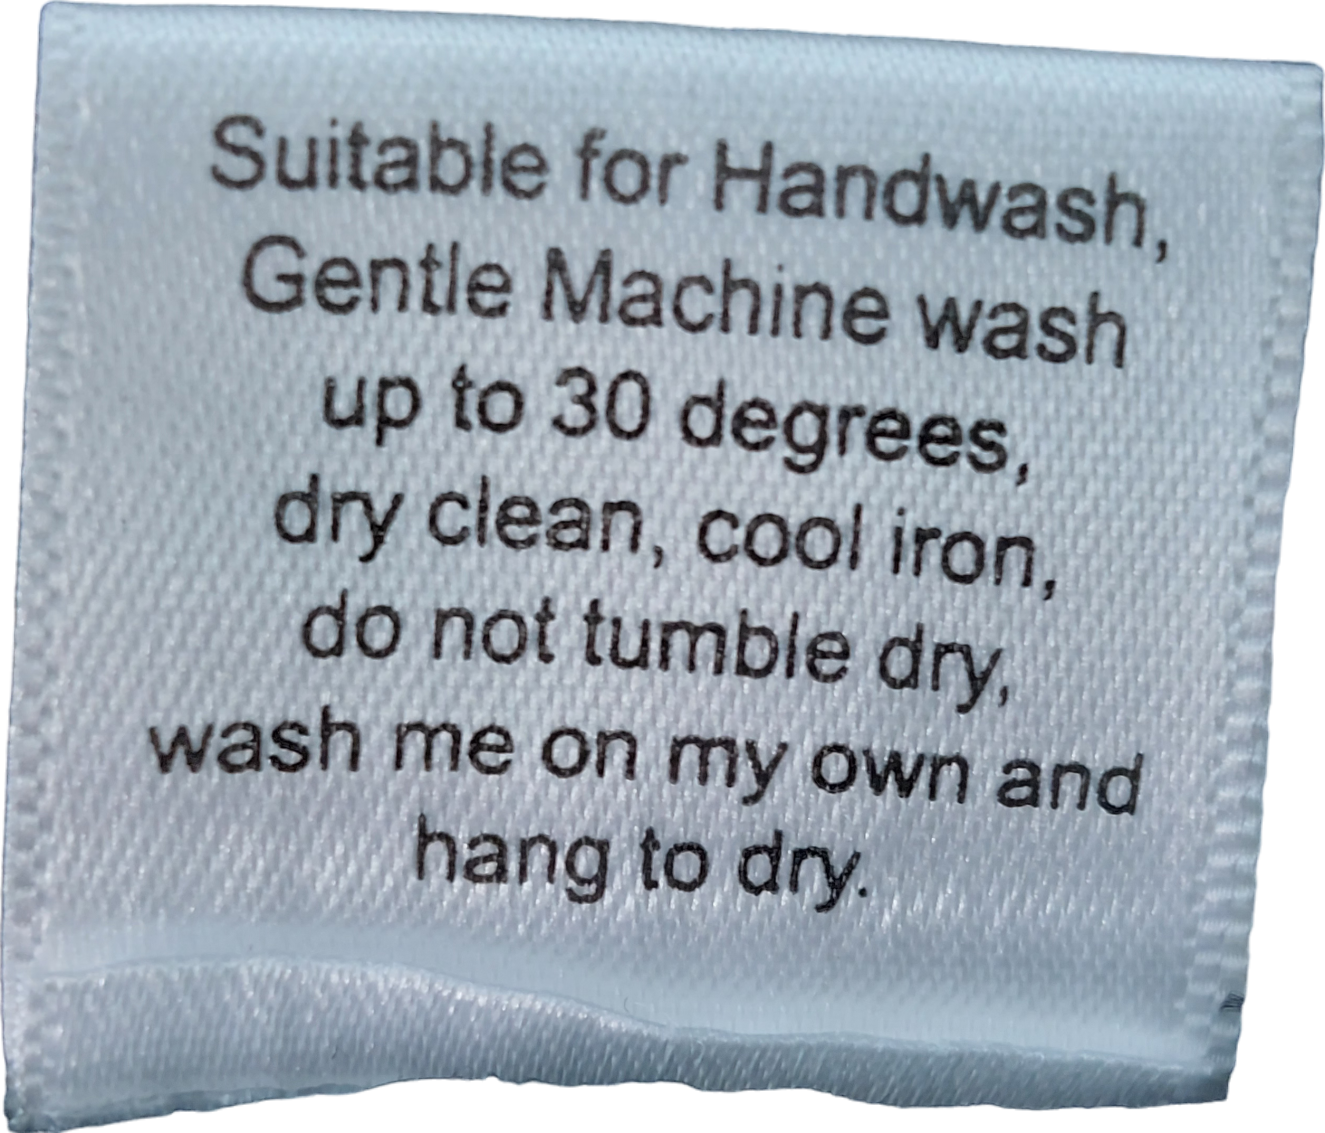 Suitable for Handwash,
Gentle Machine wash
up to 30 degrees,
dry clean, cool iron,
do not tumble dry,
wash me on my own and
hang to dry.